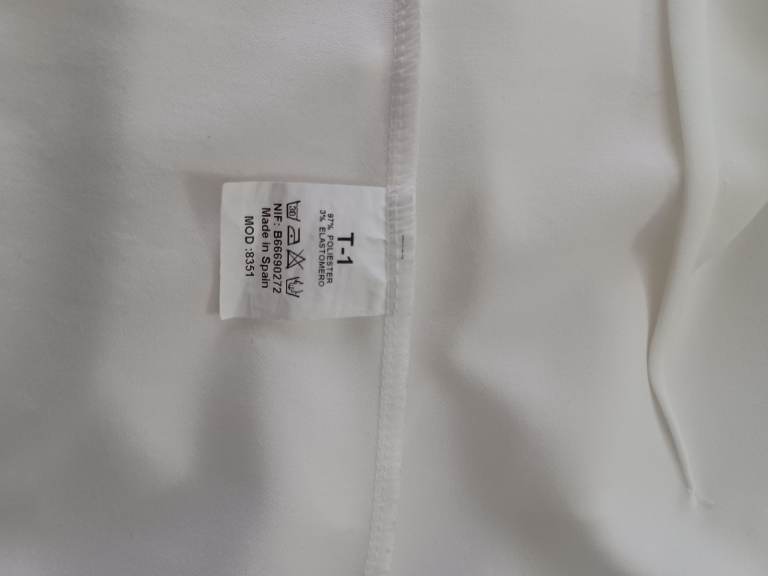 T-1
97% POLIESTER
3% ELASTOMERO
NIF: B66690272
Made in Spain
MOD :8351